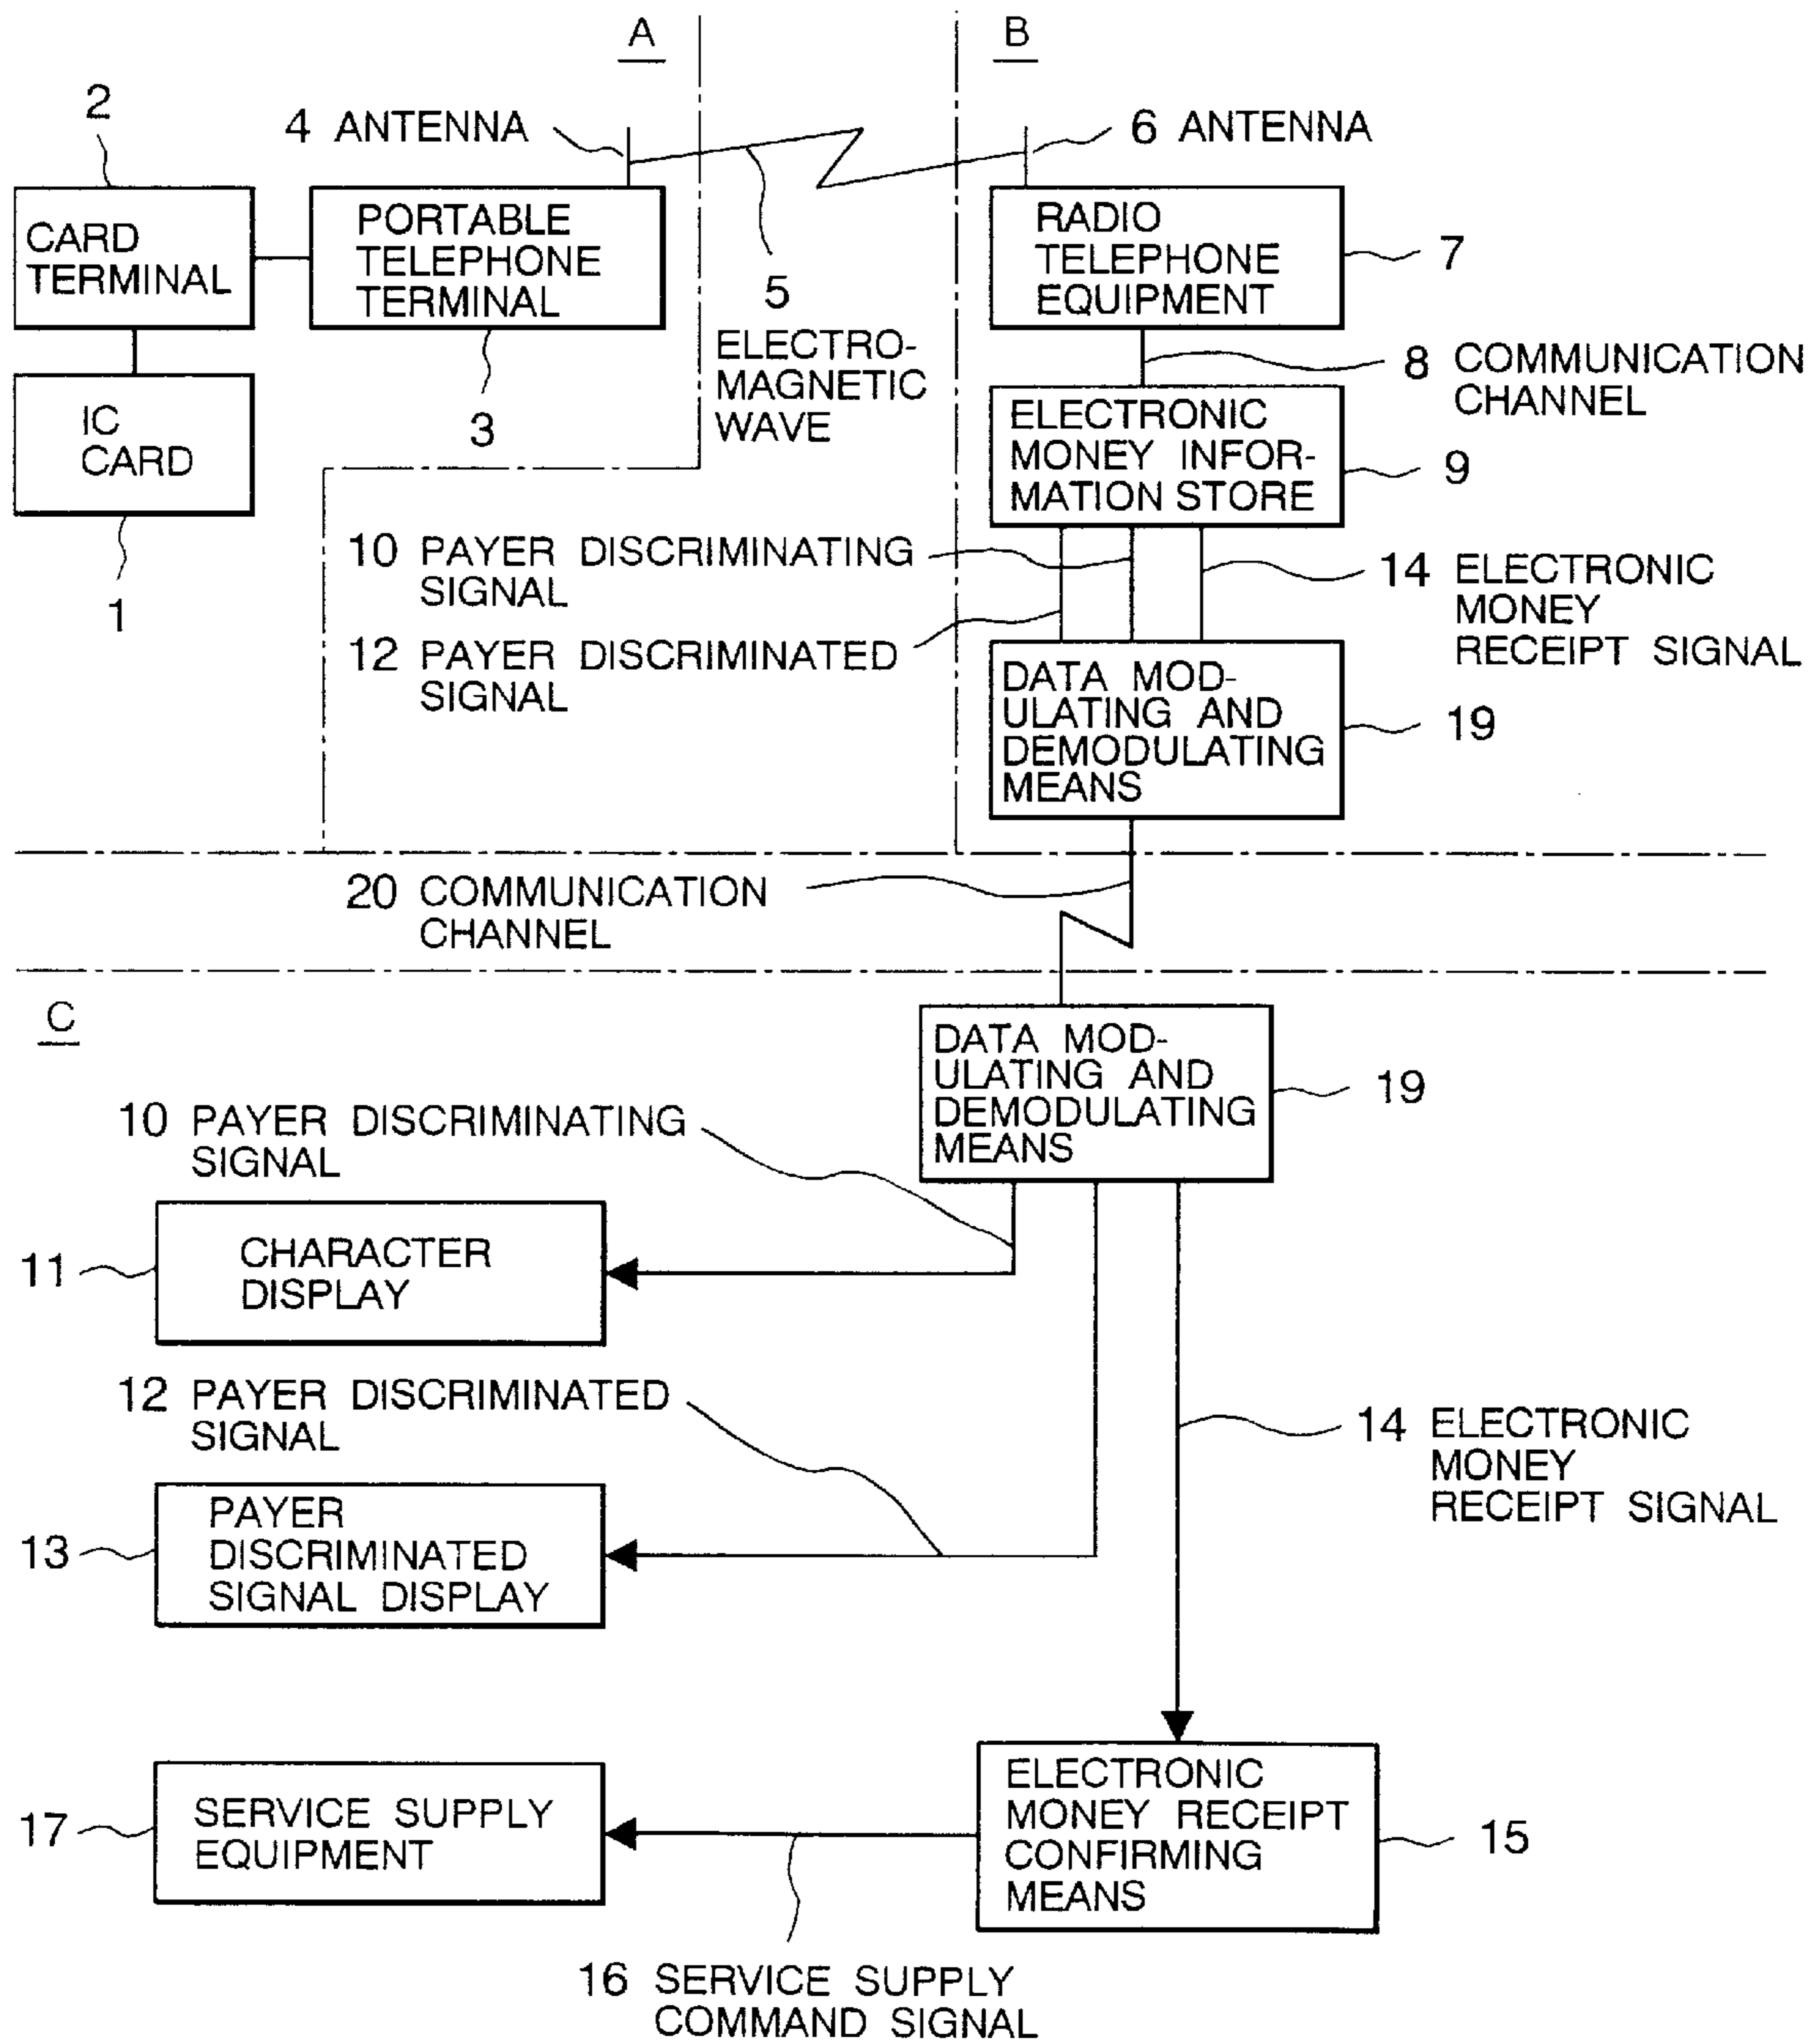 A
B
2
4 ANTENNA
6 ANTENNA
CARD
TERMINAL
PORTABLE
TELEPHONE
TERMINAL
RADIO
TELEPHONE
EQUIPMENT
7
5
ELECTRO-
MAGNETIC
WAVE
8 COMMUNICATION
CHANNEL
IC
CARD
3
ELECTRONIC
MONEY INFOR-
MATION STORE
9
1
10 PAYER DISCRIMINATING
SIGNAL
14 ELECTRONIC
MONEY
RECEIPT SIGNAL
12 PAYER DISCRIMINATED
SIGNAL
DATA MOD-
ULATING AND
DEMODULATING
MEANS
19
20 COMMUNICATION
CHANNEL
C
DATA MOD-
ULATING AND
DEMODULATING
MEANS
19
10 PAYER DISCRIMINATING
SIGNAL
11
CHARACTER
DISPLAY
12 PAYER DISCRIMINATED
SIGNAL
14 ELECTRONIC
MONEY
RECEIPT SIGNAL
13
PAYER
DISCRIMINATED
SIGNAL DISPLAY
17
SERVICE SUPPLY
EQUIPMENT
ELECTRONIC
MONEY RECEIPT
CONFIRMING
MEANS
15
16 SERVICE SUPPLY
COMMAND SIGNAL